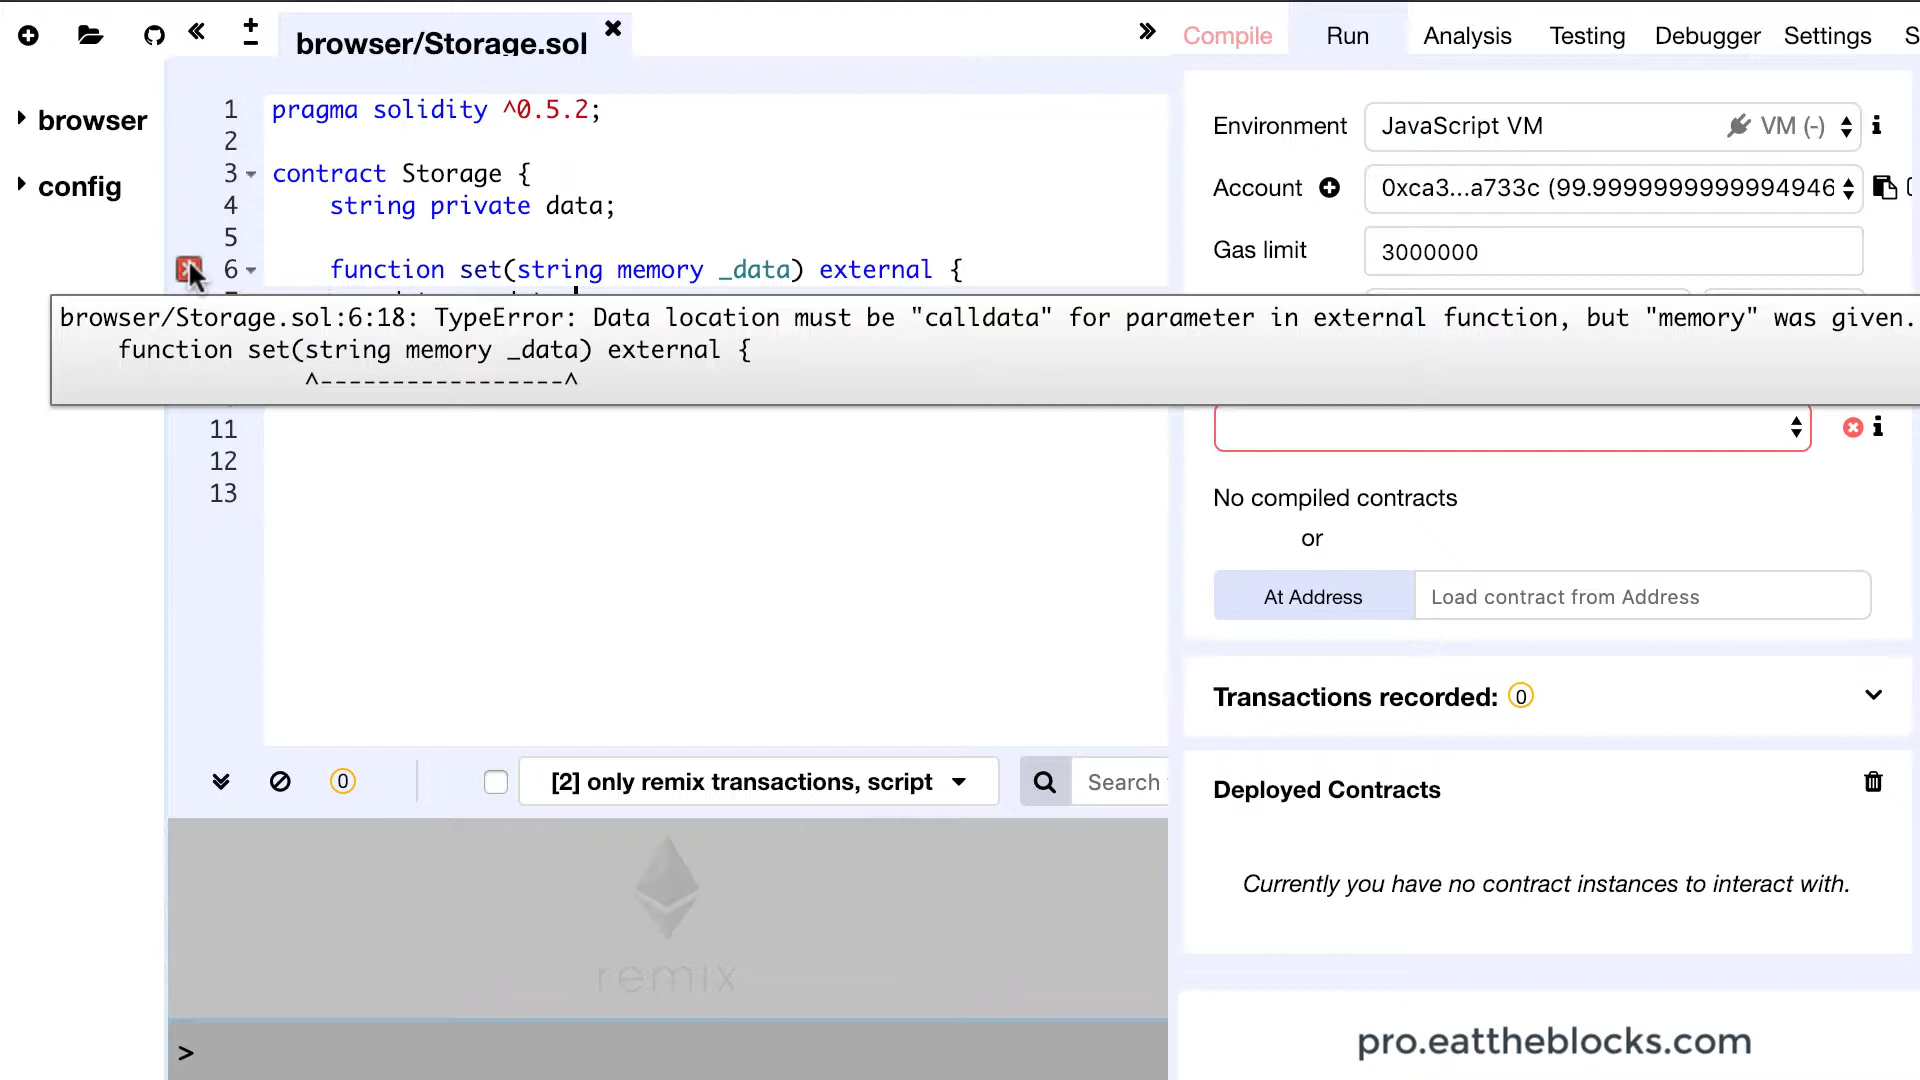 browser/Storage.sol
Compile Run Analysis Testing Debugger Settings S
browser
config
1 pragma solidity ^0.5.2;
2
3 contract Storage {
4 string private data;
5
6 function set(string memory _data) external {
browser/Storage.sol:6:18: TypeError: Data location must be "calldata" for parameter in external function, but "memory" was given.
function set(string memory _data) external {
^-----------------^
11
12
13
Environment JavaScript VM VM (-)
Account 0xca3...a733c (99.9999999999994946
Gas limit 3000000
No compiled contracts
or
At Address Load contract from Address
Transactions recorded: 0
Deployed Contracts
Currently you have no contract instances to interact with.
0 [2] only remix transactions, script Search
remix
>
pro.eattheblocks.com